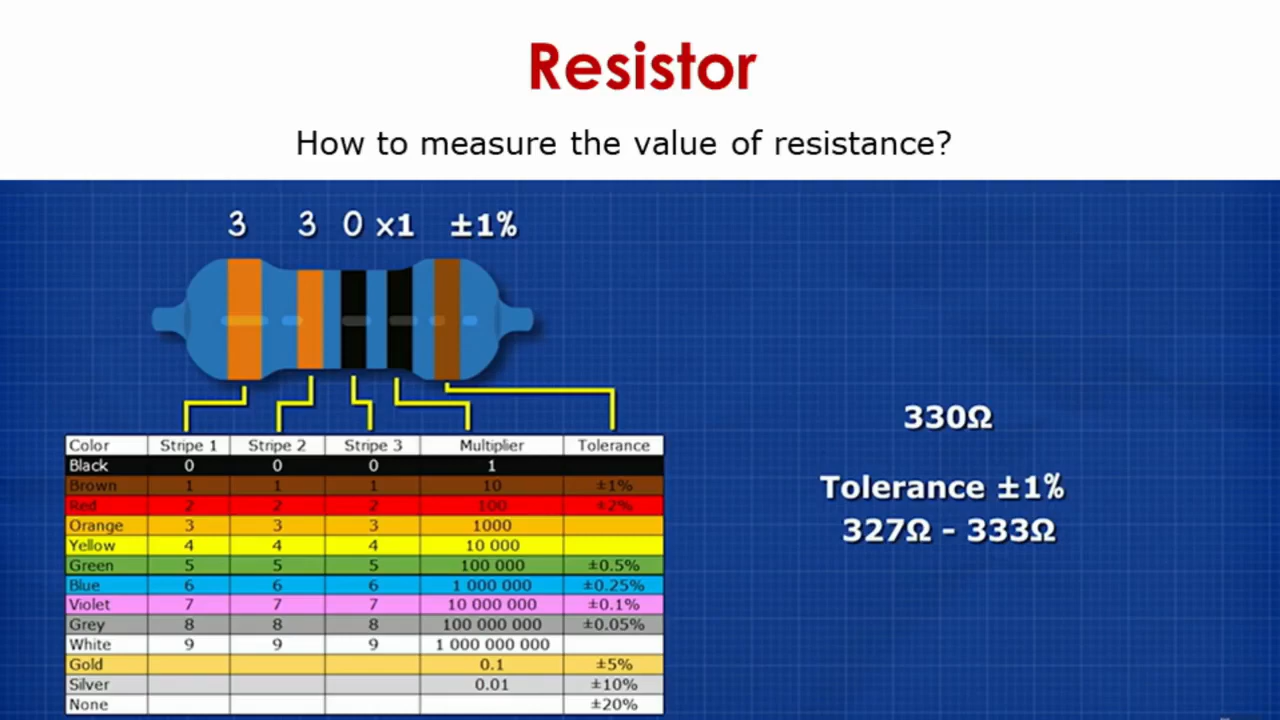 Resistor
How to measure the value of resistance?
3 3 0 x1 ±1%
Color Stripe 1 Stripe 2 Stripe 3 Multiplier Tolerance
Black 0 0 0 1
Brown 1 1 1 10 ±1%
Red 2 2 2 100 ±2%
Orange 3 3 3 1000
Yellow 4 4 4 10 000
Green 5 5 5 100 000 ±0.5%
Blue 6 6 6 1 000 000 ±0.25%
Violet 7 7 7 10 000 000 ±0.1%
Grey 8 8 8 100 000 000 ±0.05%
White 9 9 9 1 000 000 000
Gold 0.1 ±5%
Silver 0.01 ±10%
None ±20%
330Ω
Tolerance ±1%
327Ω - 333Ω